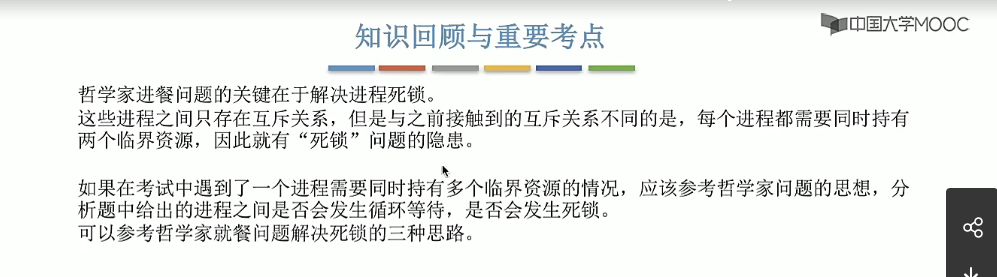 中国大学MOOC
知识回顾与重要考点
哲学家进餐问题的关键在于解决进程死锁。
这些进程之间只存在互斥关系，但是与之前接触到的互斥关系不同的是，每个进程都需要同时持有
两个临界资源，因此就有“死锁”问题的隐患。
如果在考试中遇到了一个进程需要同时持有多个临界资源的情况，应该参考哲学家问题的思想，分
析题中给出的进程之间是否会发生循环等待，是否会发生死锁。
可以参考哲学家就餐问题解决死锁的三种思路。